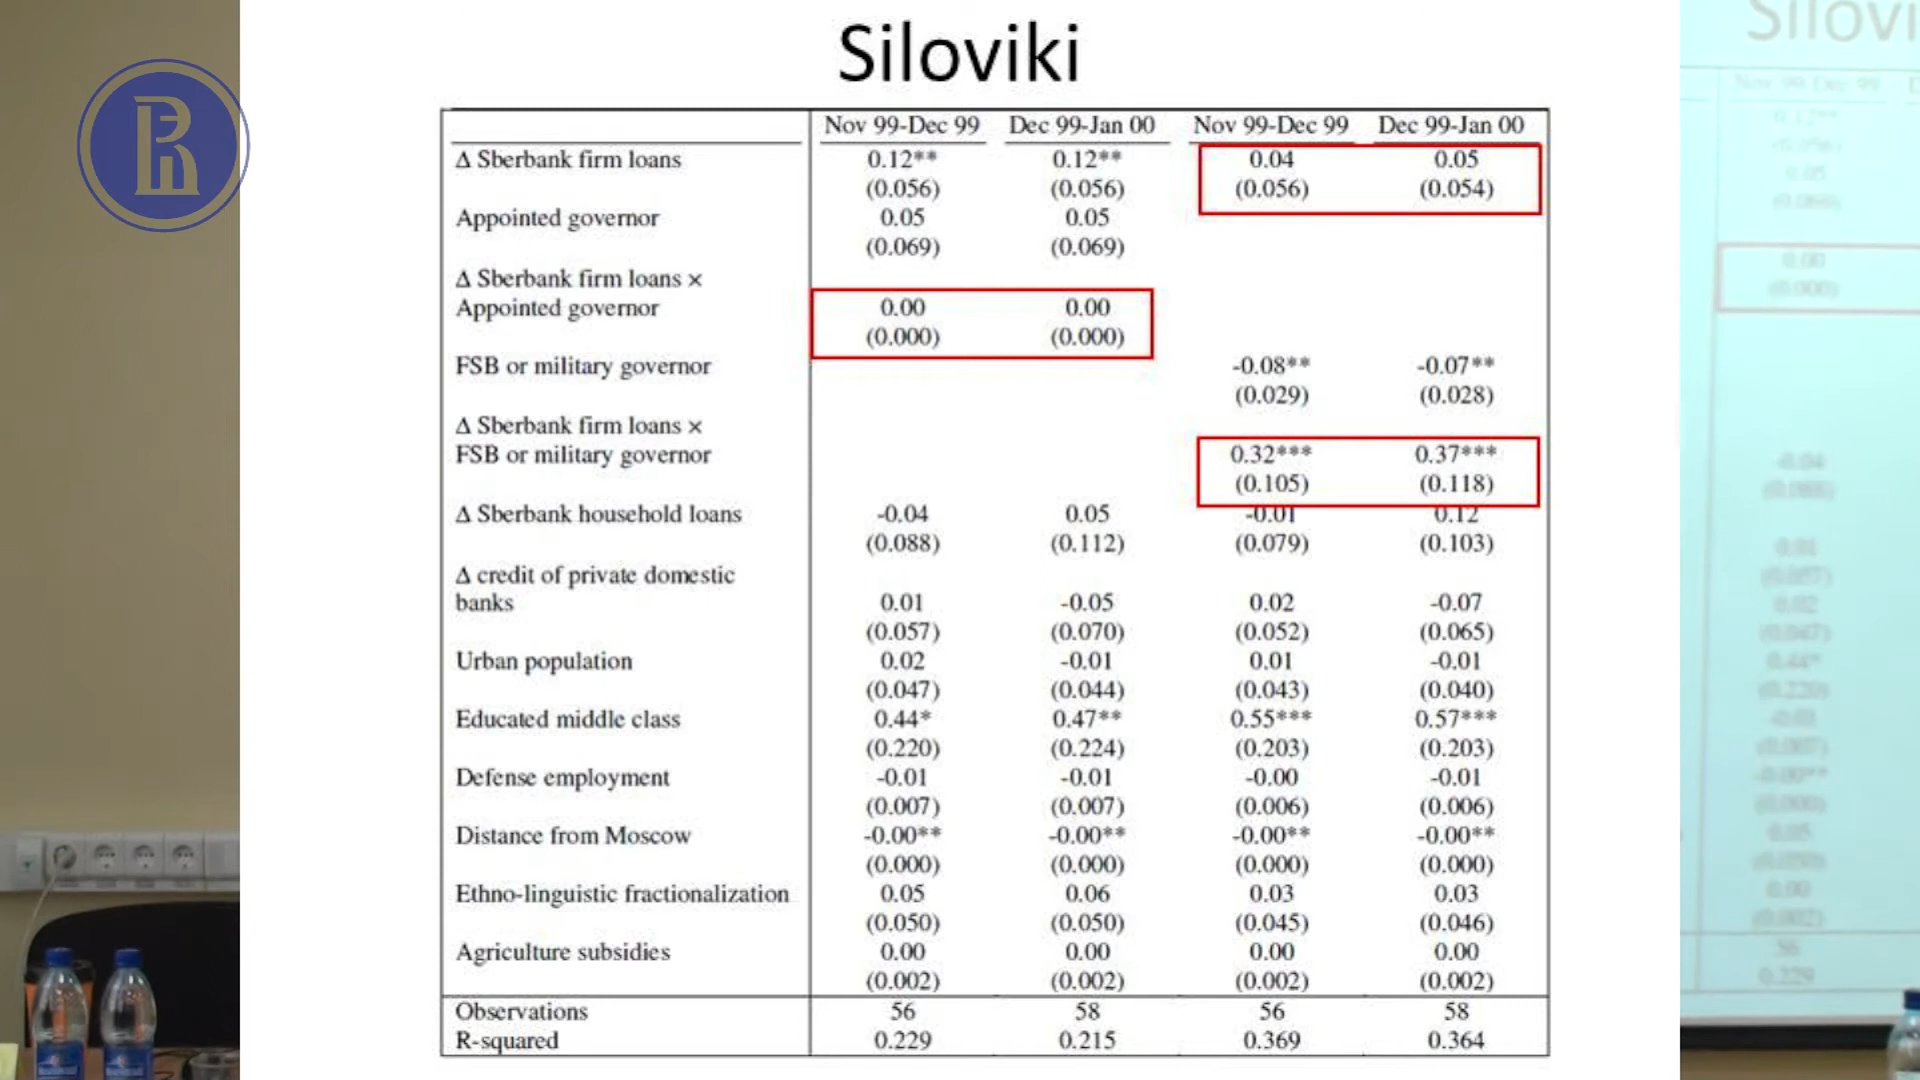 Siloviki
Nov 99-Dec 99 Dec 99-Jan 00 Nov 99-Dec 99 Dec 99-Jan 00
Δ Sberbank firm loans 0.12** 0.12** 0.04 0.05
(0.056) (0.056) (0.056) (0.054)
Appointed governor 0.05 0.05
(0.069) (0.069)
Δ Sberbank firm loans ×
Appointed governor 0.00 0.00
(0.000) (0.000)
FSB or military governor -0.08** -0.07**
(0.029) (0.028)
Δ Sberbank firm loans ×
FSB or military governor 0.32*** 0.37***
(0.105) (0.118)
Δ Sberbank household loans -0.04 0.05 -0.01 0.12
(0.088) (0.112) (0.079) (0.103)
Δ credit of private domestic
banks 0.01 -0.05 0.02 -0.07
(0.057) (0.070) (0.052) (0.065)
Urban population 0.02 -0.01 0.01 -0.01
(0.047) (0.044) (0.043) (0.040)
Educated middle class 0.44* 0.47** 0.55*** 0.57***
(0.220) (0.224) (0.203) (0.203)
Defense employment -0.01 -0.01 -0.00 -0.01
(0.007) (0.007) (0.006) (0.006)
Distance from Moscow -0.00** -0.00** -0.00** -0.00**
(0.000) (0.000) (0.000) (0.000)
Ethno-linguistic fractionalization 0.05 0.06 0.03 0.03
(0.050) (0.050) (0.045) (0.046)
Agriculture subsidies 0.00 0.00 0.00 0.00
(0.002) (0.002) (0.002) (0.002)
Observations 56 58 56 58
R-squared 0.229 0.215 0.369 0.364